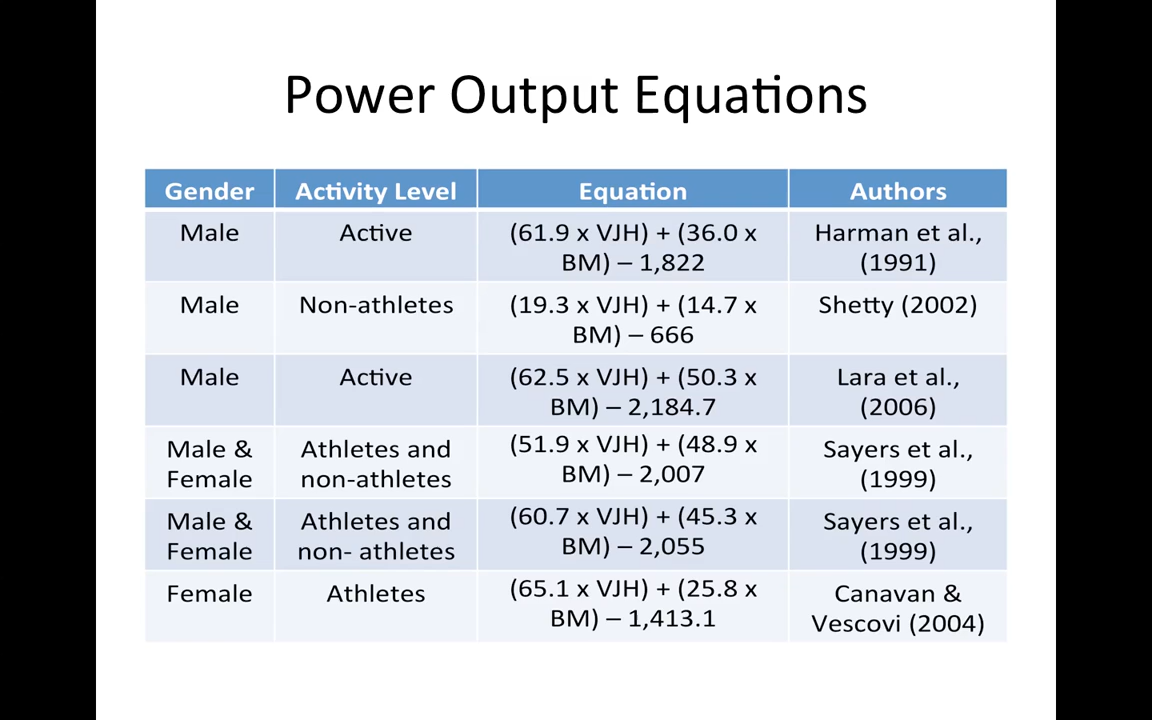 Power Output Equations
Gender Activity Level Equation Authors
Male Active (61.9 x VJH) + (36.0 x Harman et al.,
BM) – 1,822 (1991)
Male Non-athletes (19.3 x VJH) + (14.7 x Shetty (2002)
BM) – 666
Male Active (62.5 x VJH) + (50.3 x Lara et al.,
BM) – 2,184.7 (2006)
Male & Athletes and (51.9 x VJH) + (48.9 x Sayers et al.,
Female non-athletes BM) – 2,007 (1999)
Male & Athletes and (60.7 x VJH) + (45.3 x Sayers et al.,
Female non- athletes BM) – 2,055 (1999)
Female Athletes (65.1 x VJH) + (25.8 x Canavan &
BM) – 1,413.1 Vescovi (2004)